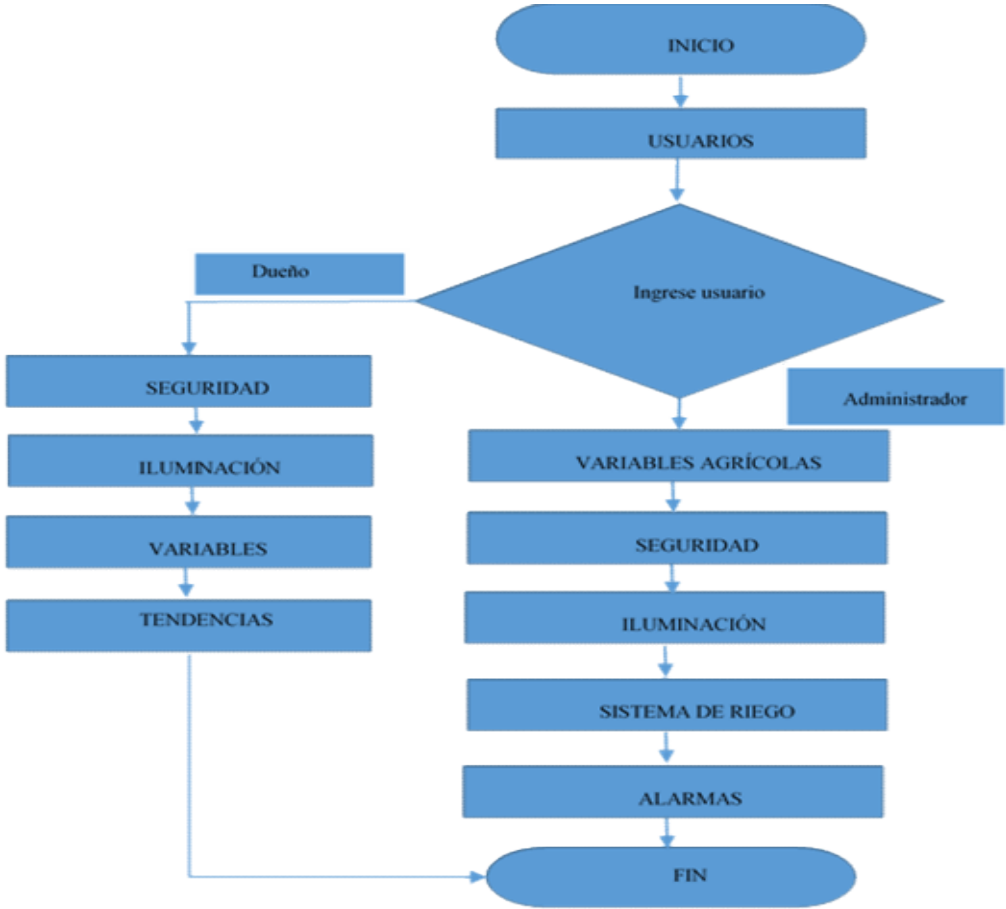 INICIO
USUARIOS
Ingrese usuario
Dueño
SEGURIDAD
ILUMINACIÓN
VARIABLES
TENDENCIAS
Administrador
VARIABLES AGRÍCOLAS
SEGURIDAD
ILUMINACIÓN
SISTEMA DE RIEGO
ALARMAS
FIN